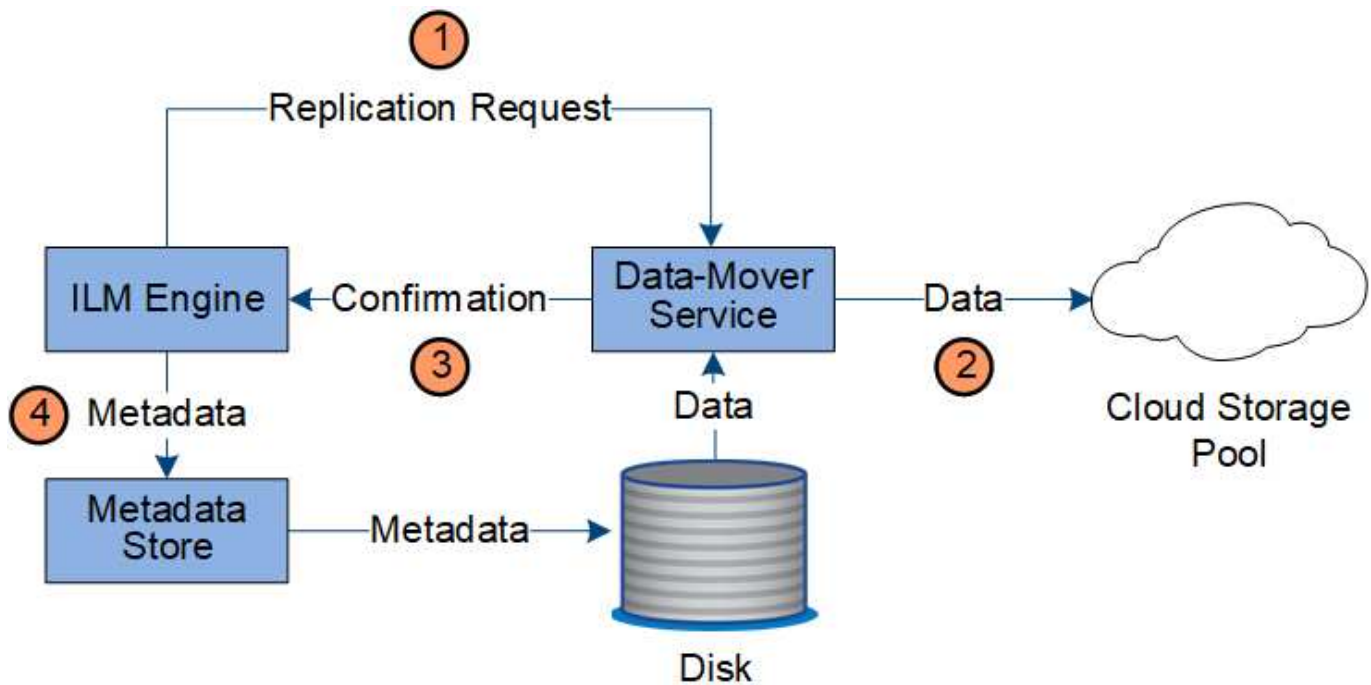 1
Replication Request
ILM Engine
Confirmation
Data-Mover
Service
Data
3
2
4
Metadata
Data
Cloud Storage
Pool
Metadata
Store
Metadata
Disk